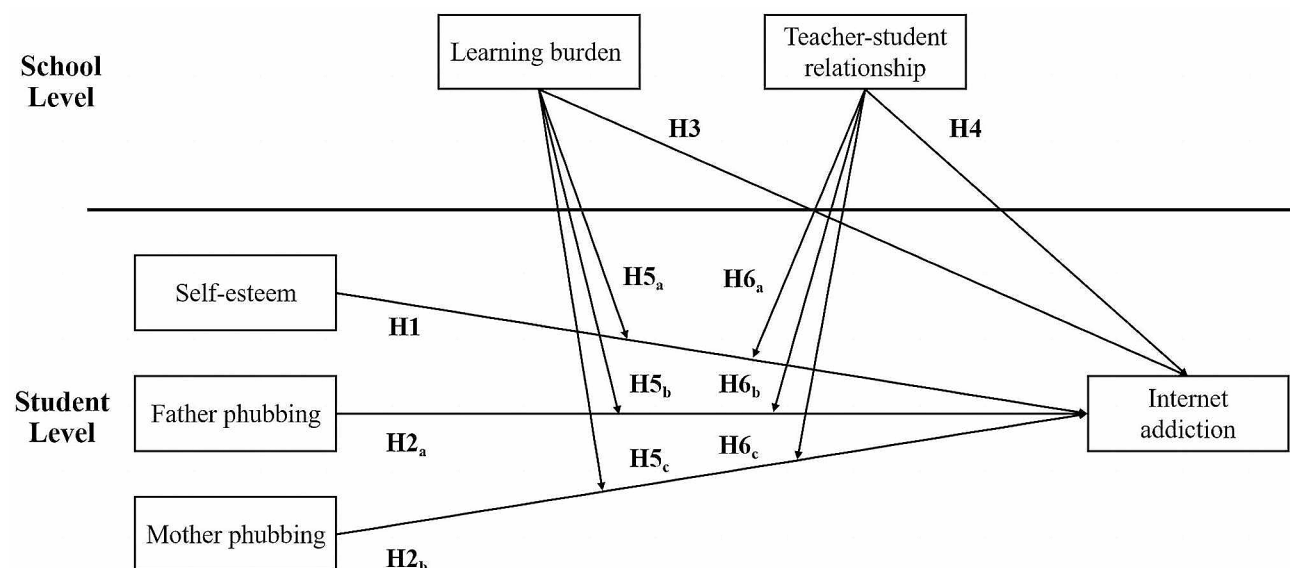 School
Level
Learning burden
Teacher-student
relationship
H3
H4
Self-esteem
H5a
H6a
H1
Student
Level
Father phubbing
H5b
H6b
Internet
addiction
H2a
H5c
H6c
Mother phubbing
H2b